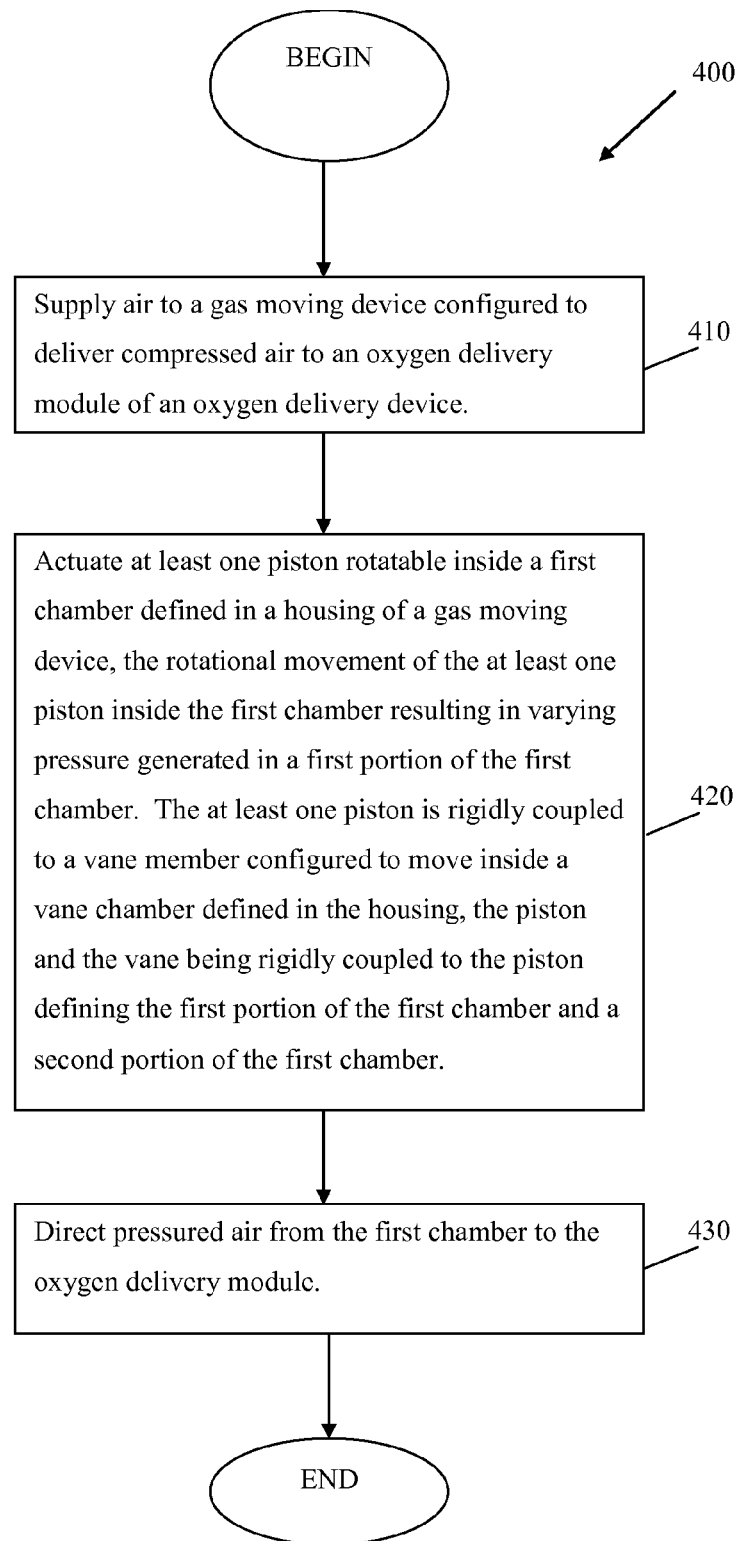 BEGIN
400
Supply air to a gas moving device configured to
deliver compressed air to an oxygen delivery
module of an oxygen delivery device.
410
Actuate at least one piston rotatable inside a first
chamber defined in a housing of a gas moving
device, the rotational movement of the at least one
piston inside the first chamber resulting in varying
pressure generated in a first portion of the first
chamber. The at least one piston is rigidly coupled
to a vane member configured to move inside a
vane chamber defined in the housing, the piston
and the vane being rigidly coupled to the piston
defining the first portion of the first chamber and a
second portion of the first chamber.
420
Direct pressured air from the first chamber to the
oxygen delivery module.
430
END